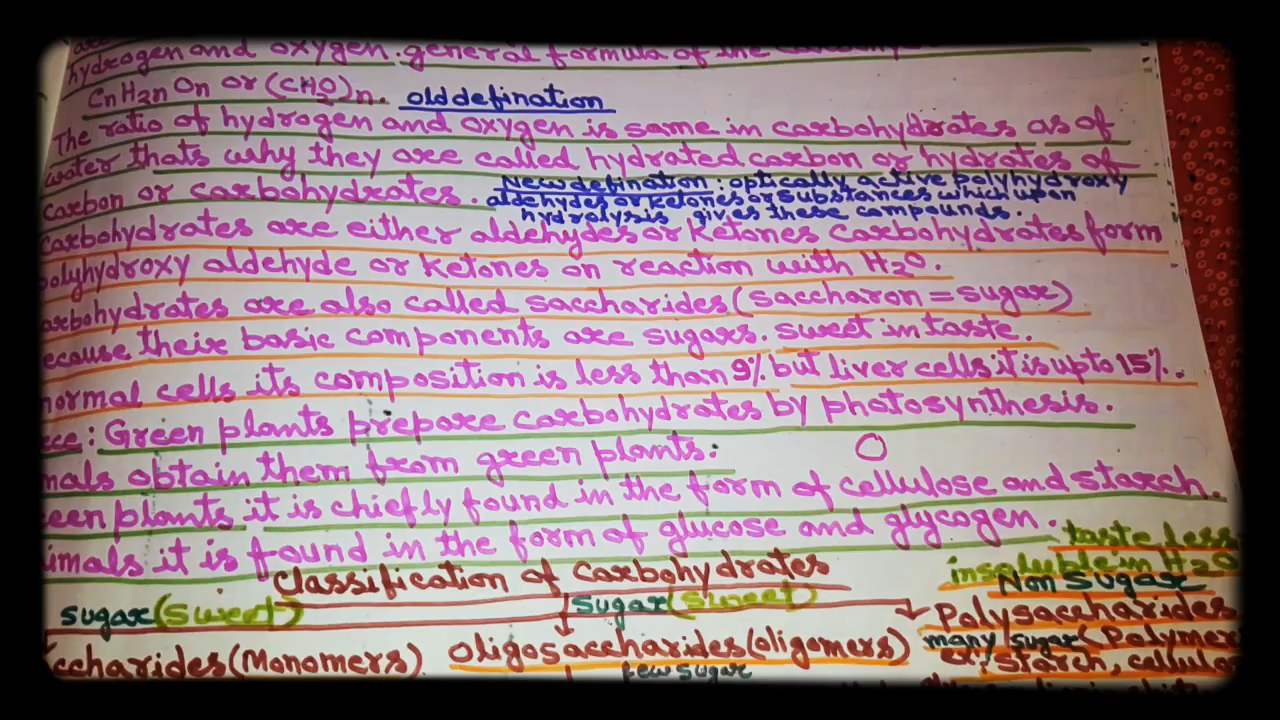 hydrogen and oxygen. general formula of the
CnH2nOn or (CH2O)n. old defination
The ratio of hydrogen and oxygen is same in carbohydrates as of
water thats why they are called hydrated carbon or hydrates of
carbon or carbohydrates. New defination: optically active polyhydroxy
aldehydes or ketones or substances which upon
hydrolysis gives these compounds.
carbohydrates are either aldehydes or ketones carbohydrates form
polyhydroxy aldehyde or ketones on reaction with H2O.
arbohydrates are also called saccharides (saccharon = sugar)
ecause their basic components are sugars. sweet in taste.
normal cells its composition is less than 9% but liver cells it is upto 15%.
ce: Green plants prepare carbohydrates by photosynthesis.
mals obtain them from green plants.
een plants it is chiefly found in the form of cellulose and starch.
imals it is found in the form of glucose and glycogen.
taste less
insoluble in H2O
Classification of Carbohydrates
Non Sugar
sugar (sweet)
sugar (sweet)
Polysaccharides
many sugar (Polymer
ccharides (Monomers)
Oligosaccharides (oligomers)
few sugar
ex: starch, cellulos